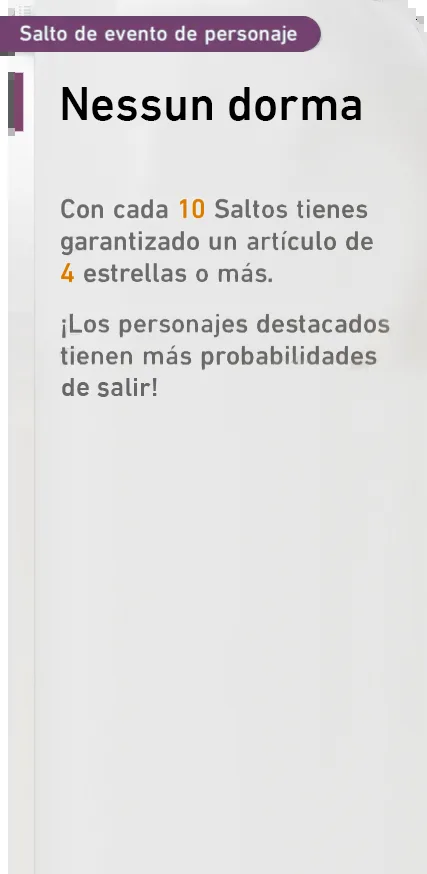 Salto de evento de personaje
Nessun dorma
Con cada 10 Saltos tienes
garantizado un artículo de
4 estrellas o más.
¡Los personajes destacados
tienen más probabilidades
de salir!